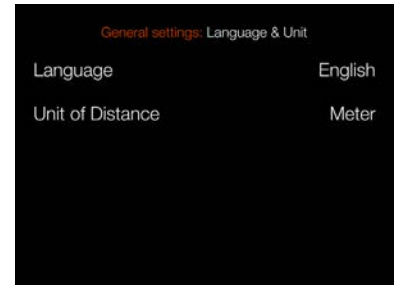 General settings: Language & Unit
Language English
Unit of Distance Meter